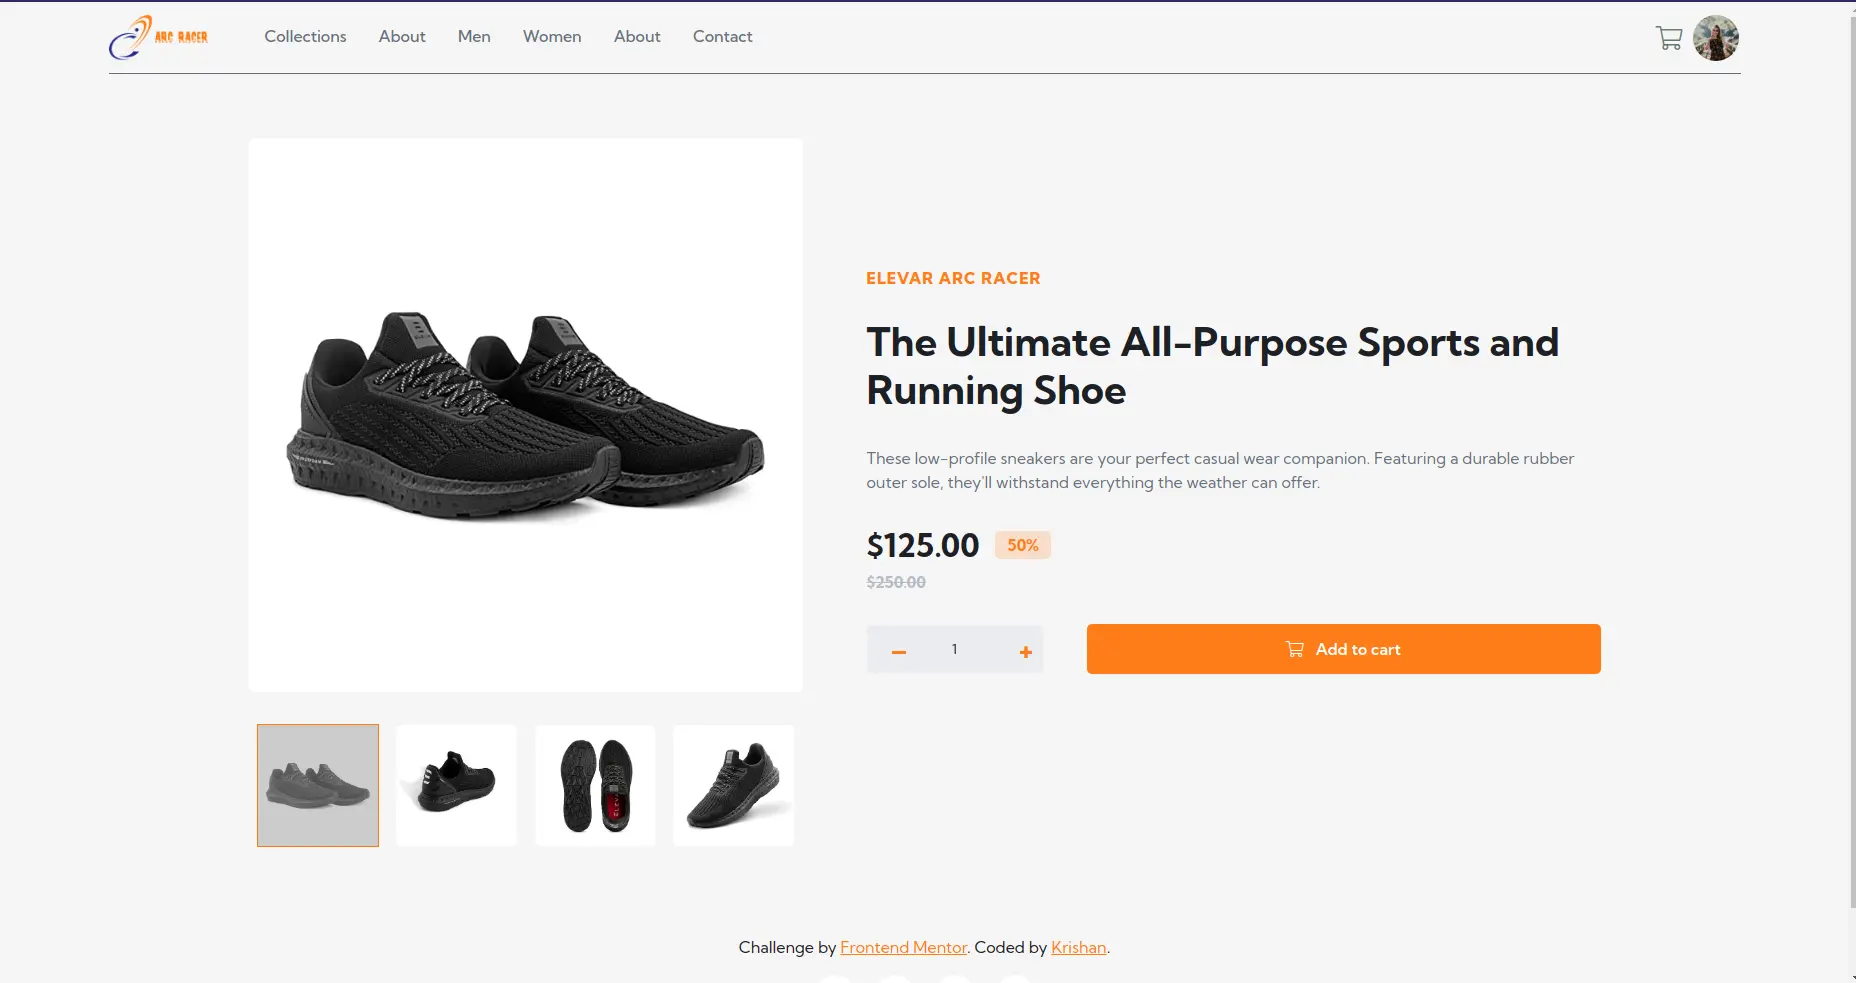 ARC RACER
Collections
About
Men
Women
About
Contact
ELEVAR ARC RACER
The Ultimate All-Purpose Sports and
Running Shoe
These low-profile sneakers are your perfect casual wear companion. Featuring a durable rubber
outer sole, they'll withstand everything the weather can offer.
$125.00 50%
$250.00
1
Add to cart
Challenge by Frontend Mentor. Coded by Krishan.